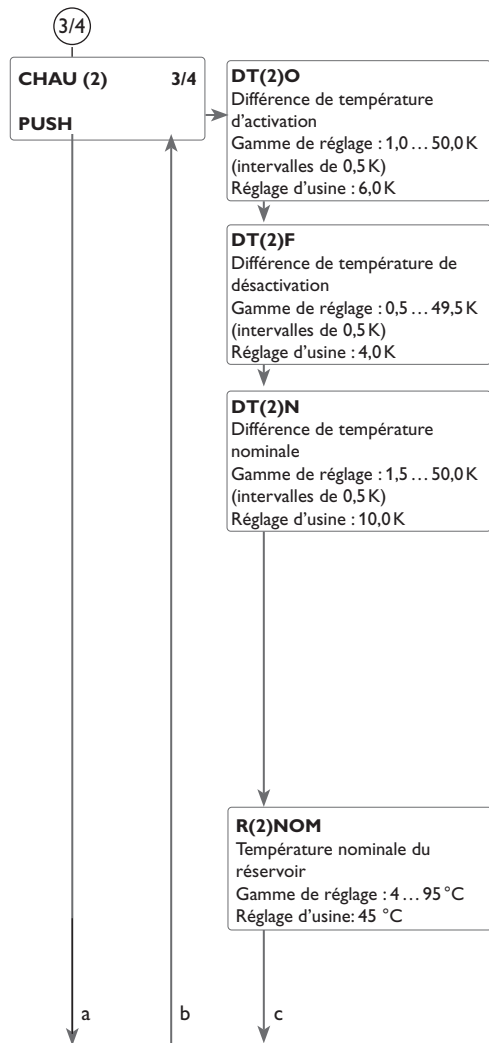 3/4
CHAU (2) 3/4
PUSH
DT(2)O
Différence de température
d'activation
Gamme de réglage : 1,0 … 50,0 K
(intervalles de 0,5 K)
Réglage d'usine : 6,0 K
DT(2)F
Différence de température de
désactivation
Gamme de réglage : 0,5 … 49,5 K
(intervalles de 0,5 K)
Réglage d'usine : 4,0 K
DT(2)N
Différence de température
nominale
Gamme de réglage : 1,5 … 50,0 K
(intervalles de 0,5 K)
Réglage d'usine : 10,0 K
R(2)NOM
Température nominale du
réservoir
Gamme de réglage : 4 … 95 °C
Réglage d'usine: 45 °C
a b c